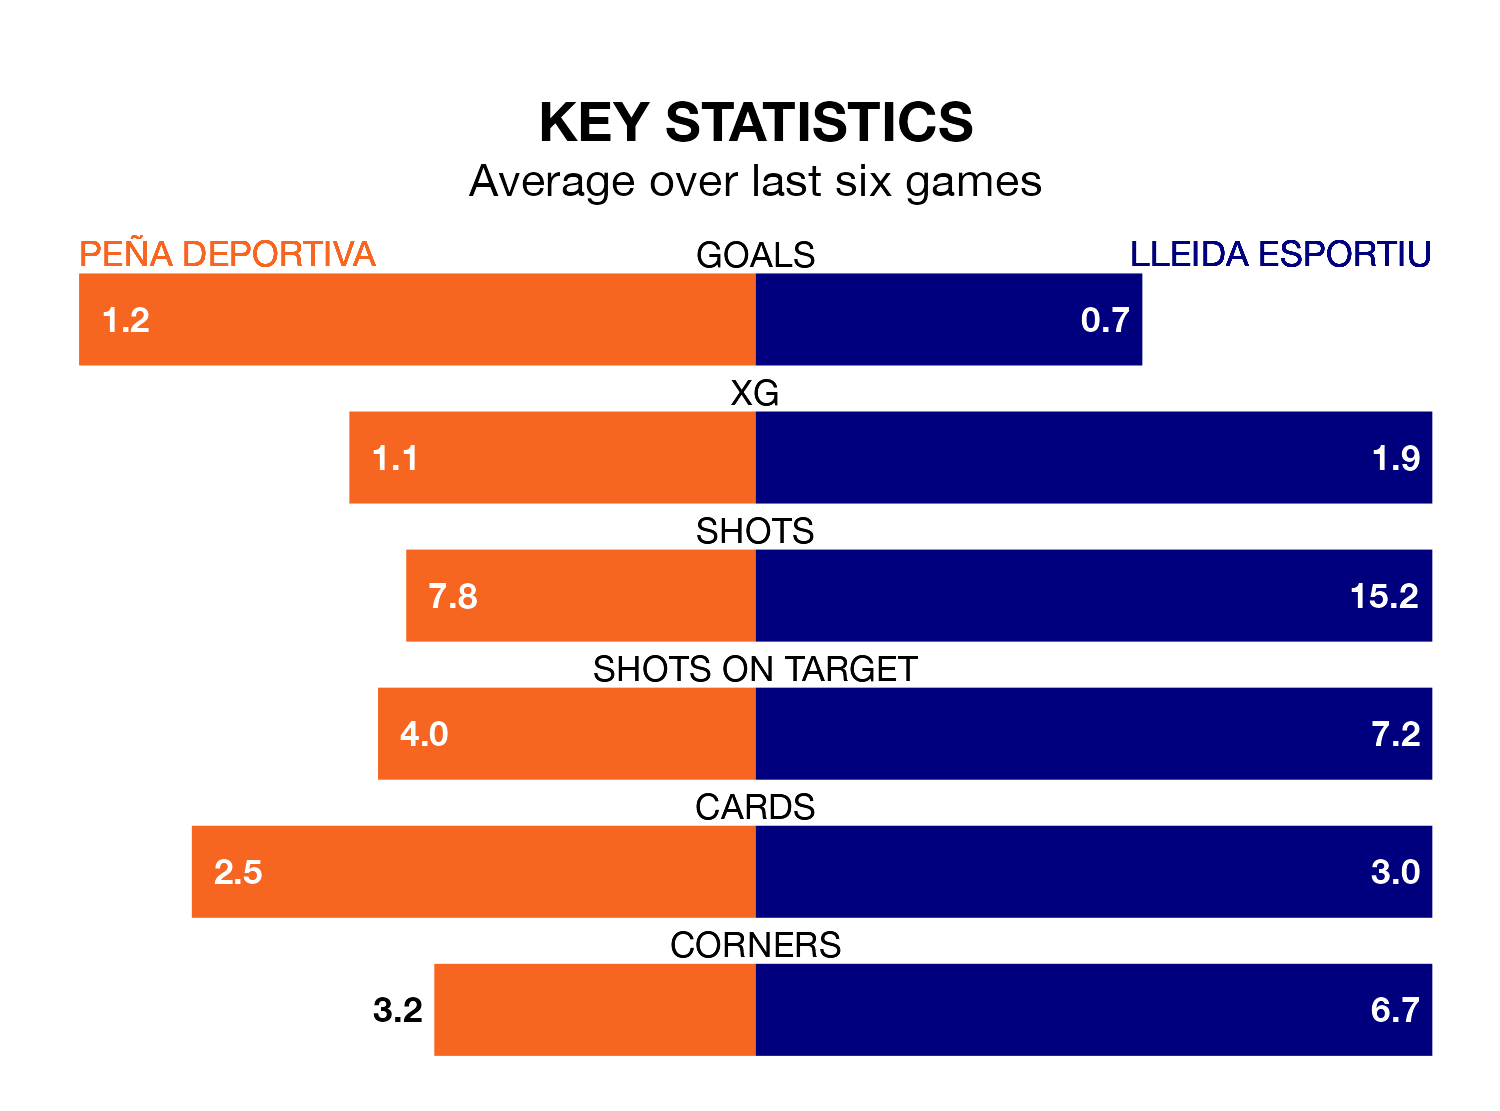 KEY STATISTICS
Average over last six games
PEÑA DEPORTIVA GOALS LLEIDA ESPORTIU
1.2 0.7
XG
1.1 1.9
SHOTS
7.8 15.2
SHOTS ON TARGET
4.0 7.2
CARDS
2.5 3.0
CORNERS
3.2 6.7